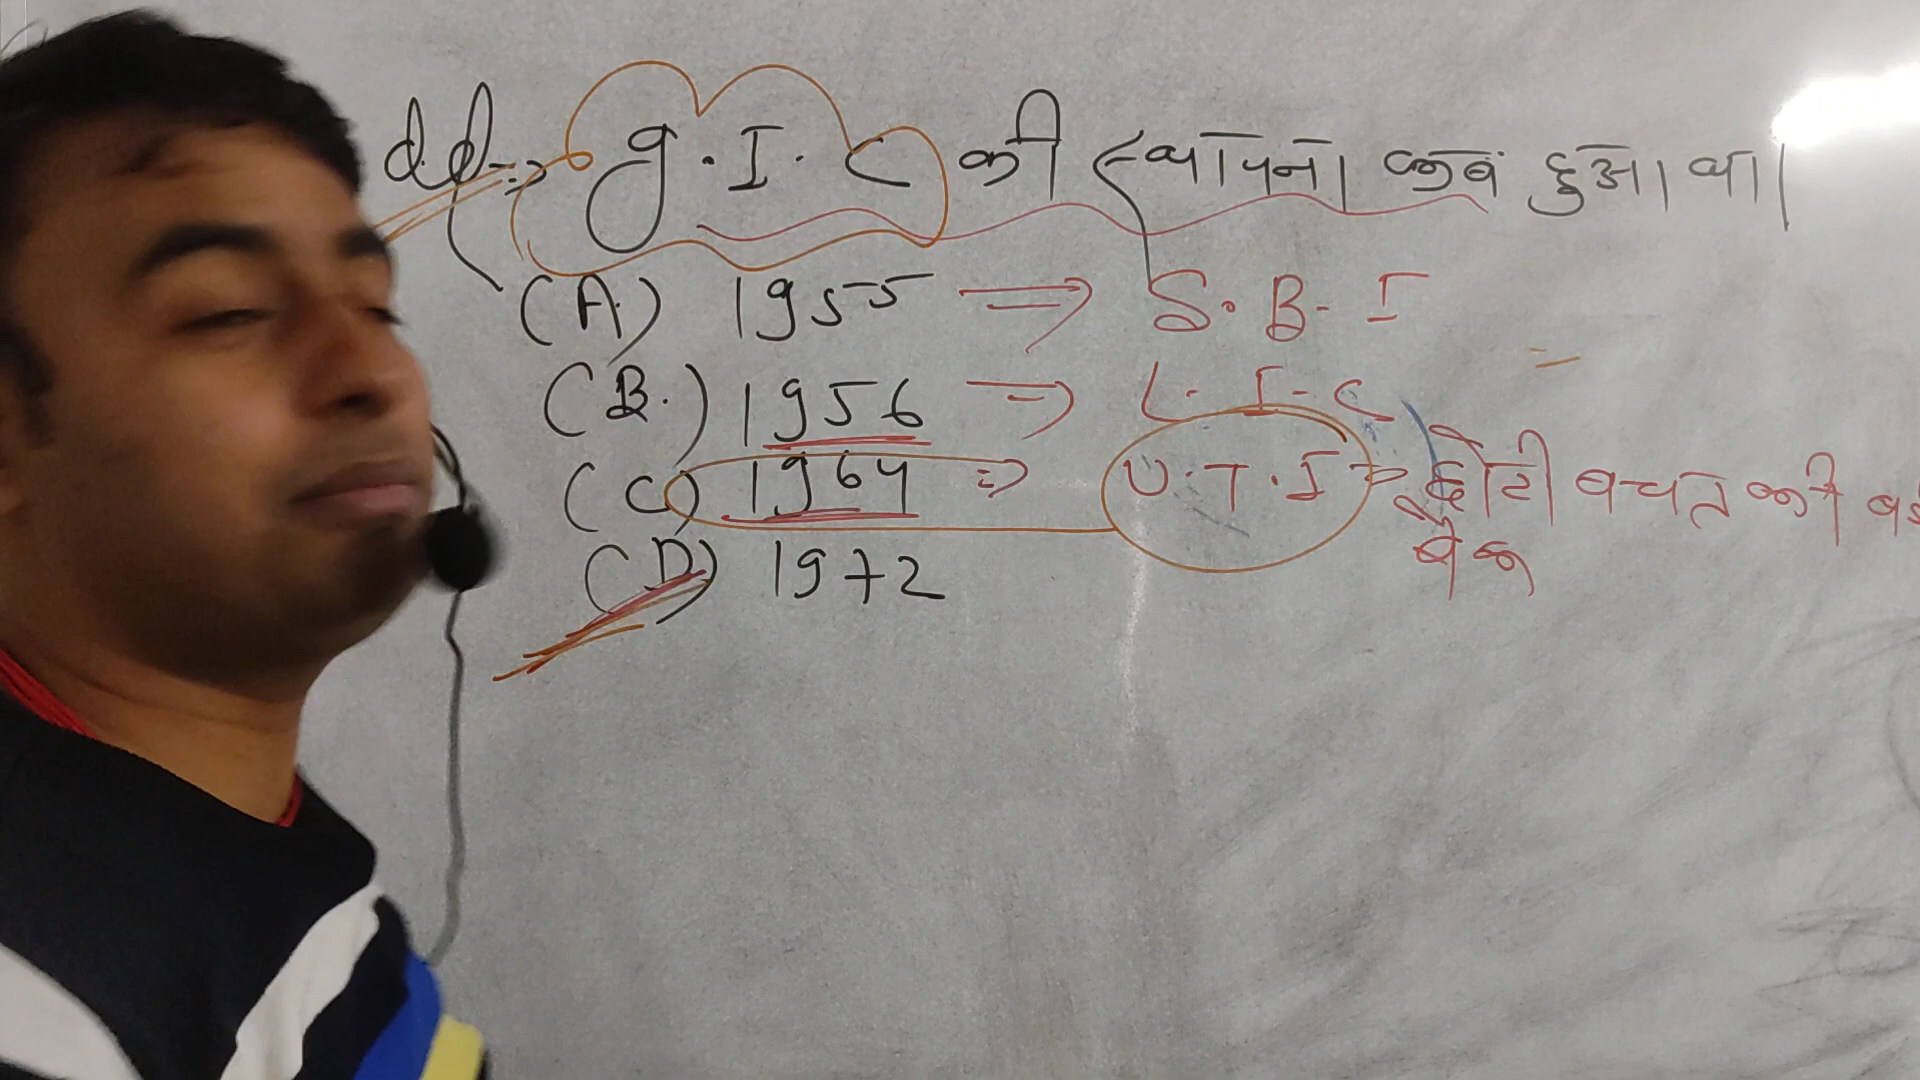 G.I.C की स्थापना कब हुआ था।
(A) 1955 ⇒ S.B.I
(B.) 1956 ⇒ L.I.C
(C) 1964 ⇒ U.T.I ⇒ छोटी बचत की
बैंक
(D) 1972